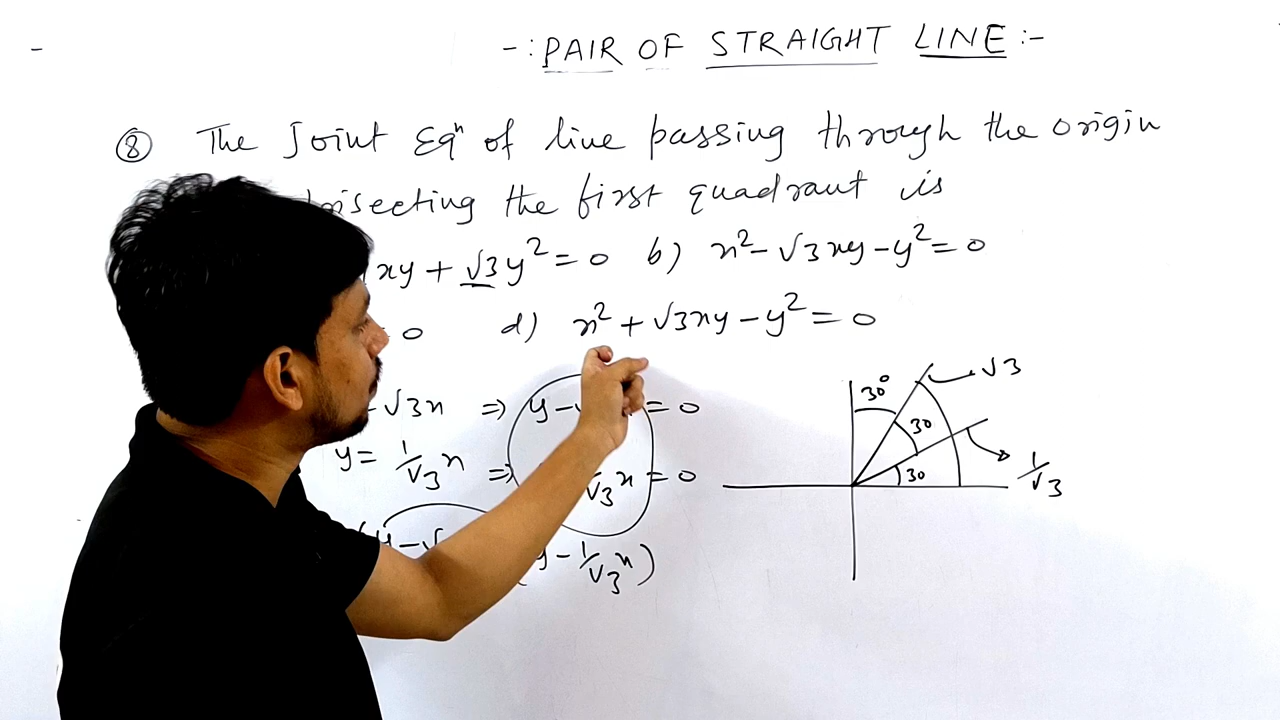 -: PAIR OF STRAIGHT LINE :-
⑧ The Joint Eqⁿ of line passing through the origin
trisecting the first quadrant is
xy + √3y² = 0 b) x² - √3xy - y² = 0
= 0 d) x² + √3xy - y² = 0
√3x ⇒ y - = 0
y = 1/√3 x ⇒ √3 x = 0
(y - √ y - 1/√3 x)
30° √3
30
30 1/√3